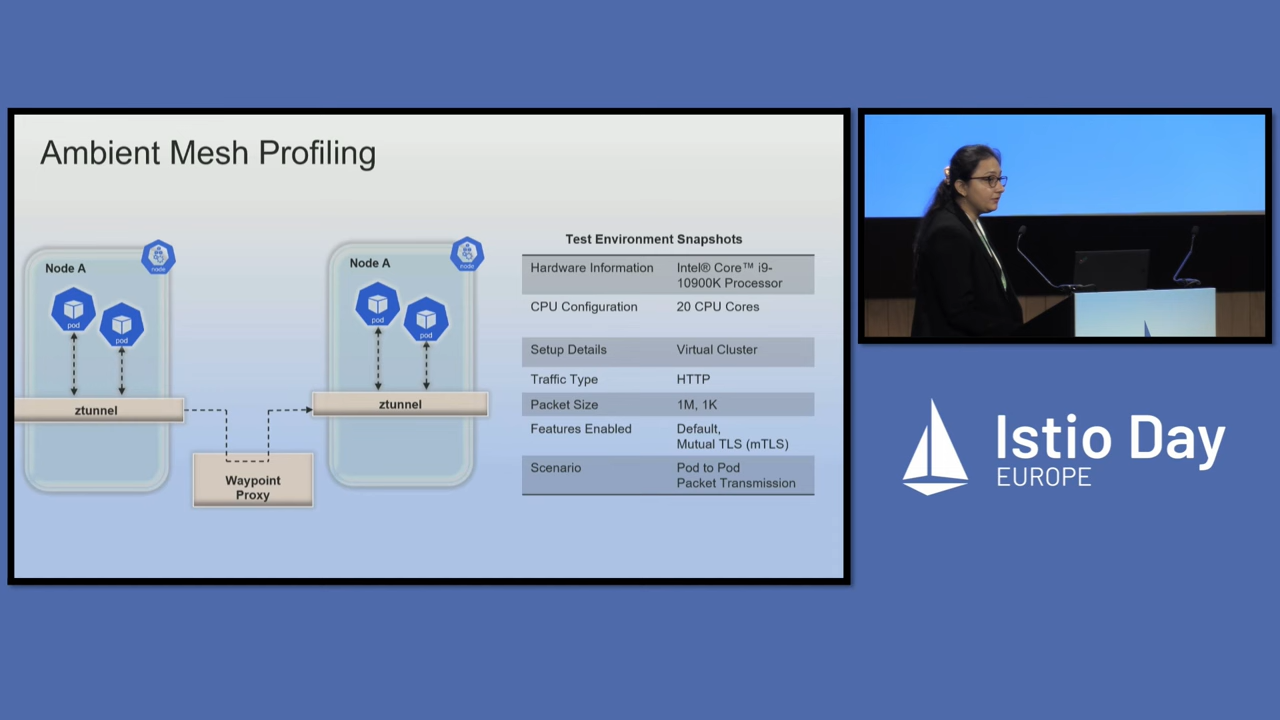 Ambient Mesh Profiling
Node A
node
pod
pod
ztunnel
Waypoint
Proxy
Node A
node
pod
pod
ztunnel
Test Environment Snapshots
Hardware Information Intel® Core™ i9-
10900K Processor
CPU Configuration 20 CPU Cores
Setup Details Virtual Cluster
Traffic Type HTTP
Packet Size 1M, 1K
Features Enabled Default,
Mutual TLS (mTLS)
Scenario Pod to Pod
Packet Transmission
Istio Day
EUROPE